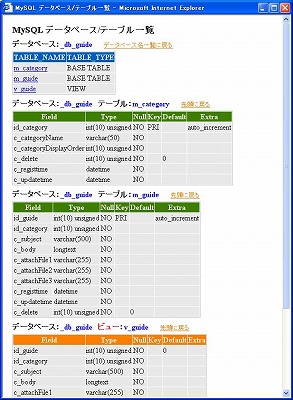 MySQL データベース/テーブル一覧 - Microsoft Internet Explorer
MySQL データベース/テーブル一覧
データベース:_db_guide データベース名一覧に戻る
TABLE_NAME TABLE_TYPE
m_category BASE TABLE
m_guide BASE TABLE
v_guide VIEW
データベース:_db_guide テーブル:m_category 先頭に戻る
Field Type Null Key Default Extra
id_category int(10) unsigned NO PRI auto_increment
c_categoryName varchar(50) NO
c_categoryDisplayOrder int(10) unsigned NO
c_delete int(10) unsigned NO 0
c_registtime datetime NO
c_updatetime datetime NO
データベース:_db_guide テーブル:m_guide 先頭に戻る
Field Type Null Key Default Extra
id_guide int(10) unsigned NO PRI auto_increment
id_category int(10) unsigned NO
c_subject varchar(500) NO
c_body longtext NO
c_attachFile1 varchar(255) NO
c_attachFile2 varchar(255) NO
c_attachFile3 varchar(255) NO
c_registtime datetime NO
c_updatetime datetime NO
c_delete int(10) unsigned NO 0
データベース:_db_guide ビュー:v_guide 先頭に戻る
Field Type Null Key Default Extra
id_guide int(10) unsigned NO 0
id_category int(10) unsigned NO
c_subject varchar(500) NO
c_body longtext NO
c_attachFile1 varchar(255) NO